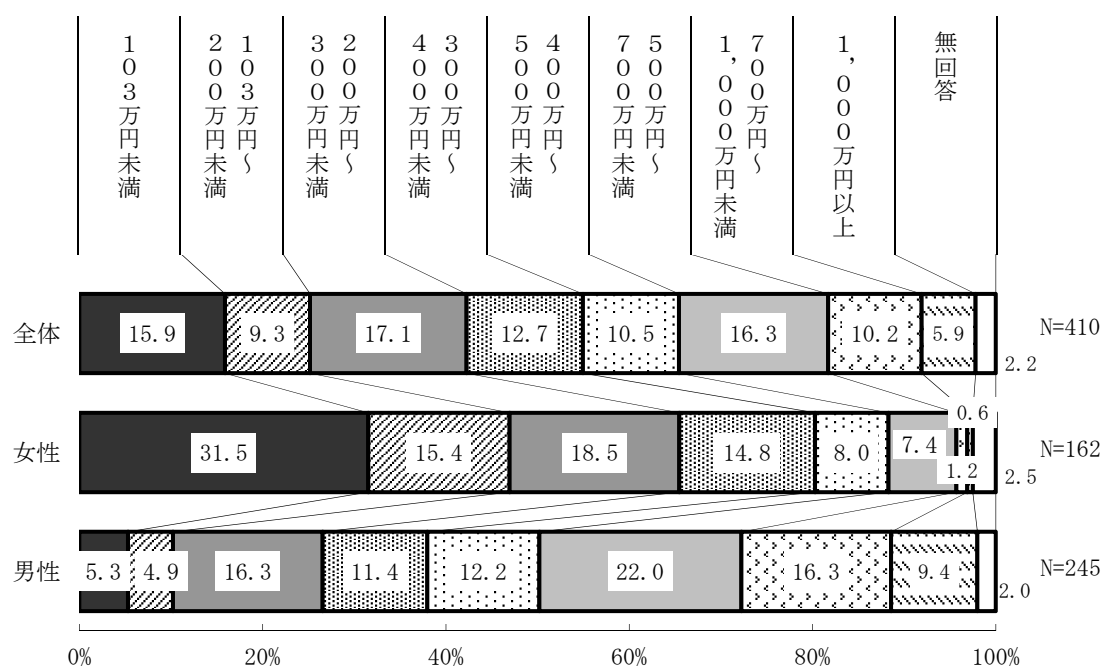 103万円未満
103万円～
200万円未満
200万円～
300万円未満
300万円～
400万円未満
400万円～
500万円未満
500万円～
700万円未満
700万円～
1,000万円未満
1,000万円以上
無回答
全体 15.9 9.3 17.1 12.7 10.5 16.3 10.2 5.9 2.2 N=410
女性 31.5 15.4 18.5 14.8 8.0 7.4 1.2 0.6 2.5 N=162
男性 5.3 4.9 16.3 11.4 12.2 22.0 16.3 9.4 2.0 N=245
0% 20% 40% 60% 80% 100%